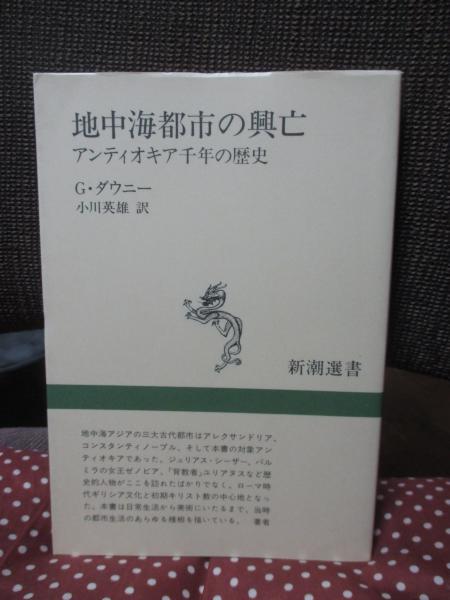 地中海都市の興亡
アンティオキア千年の歴史
G・ダウニー
小川英雄 訳
新潮選書
地中海アジアの三大古代都市はアレクサンドリア、
コンスタンティノープル、そして本書の対象アン
ティオキアであった。ジュリアス・シーザー、パル
ミラの女王ゼノビア、「背教者」ユリアヌスなど歴
史的人物がここを訪れたばかりでなく、ローマ時
代ギリシア文化と初期キリスト教の中心地となっ
た。本書は日常生活から美術にいたるまで、当時
の都市生活のあらゆる種相を描いている。 著者